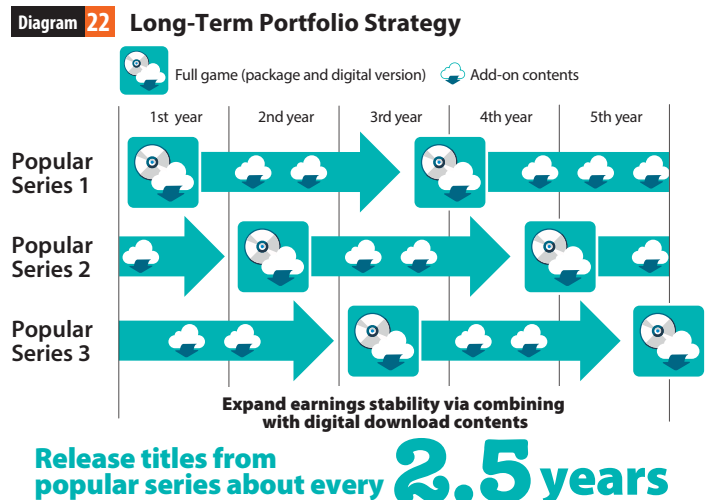 Diagram 22 Long-Term Portfolio Strategy
Full game (package and digital version) Add-on contents
1st year 2nd year 3rd year 4th year 5th year
Popular
Series 1
Popular
Series 2
Popular
Series 3
Expand earnings stability via combining
with digital download contents
Release titles from
popular series about every 2.5 years